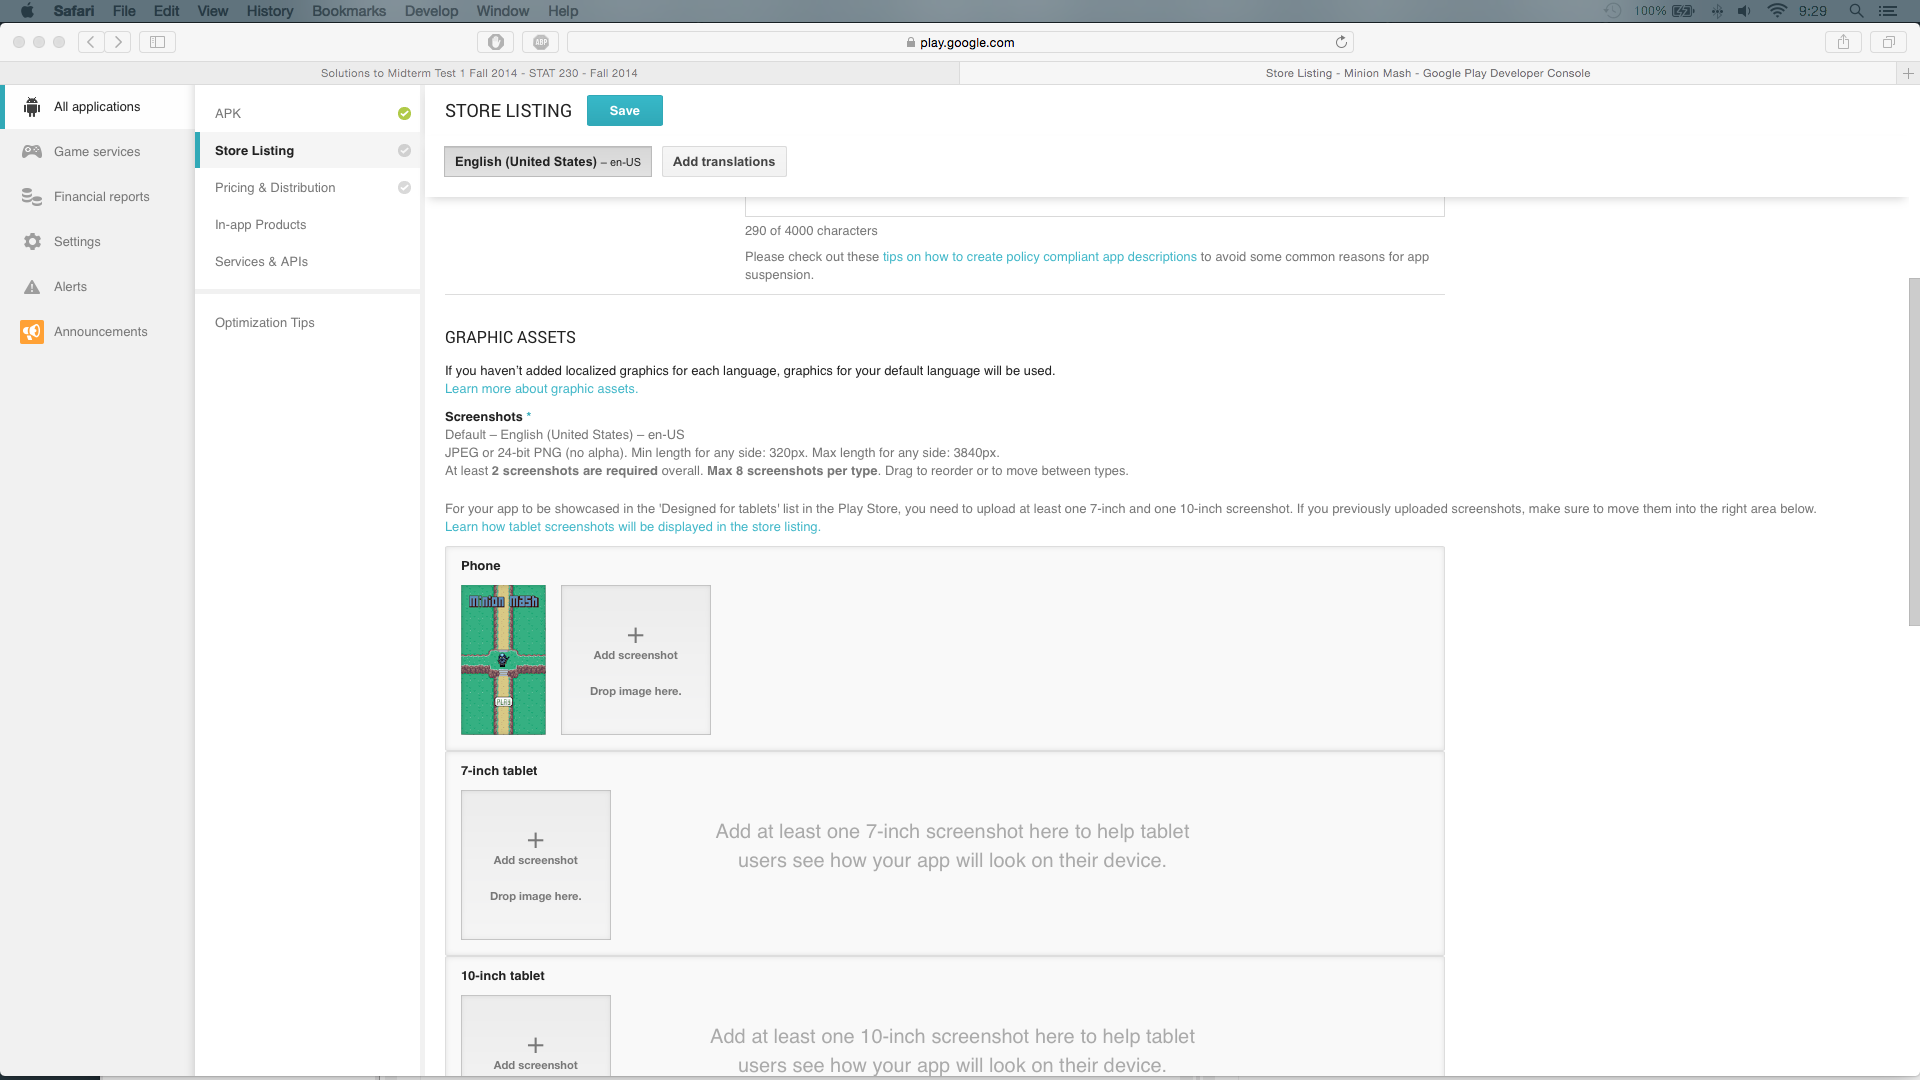 Safari File Edit View History Bookmarks Develop Window Help
100% 9:29
ABP
play.google.com
Solutions to Midterm Test 1 Fall 2014 - STAT 230 - Fall 2014
Store Listing - Minion Mash - Google Play Developer Console
All applications
Game services
Financial reports
Settings
Alerts
Announcements
APK
Store Listing
Pricing & Distribution
In-app Products
Services & APIs
Optimization Tips
STORE LISTING Save
English (United States) – en-US Add translations
290 of 4000 characters
Please check out these tips on how to create policy compliant app descriptions to avoid some common reasons for app
suspension.
GRAPHIC ASSETS
If you haven't added localized graphics for each language, graphics for your default language will be used.
Learn more about graphic assets.
Screenshots *
Default – English (United States) – en-US
JPEG or 24-bit PNG (no alpha). Min length for any side: 320px. Max length for any side: 3840px.
At least 2 screenshots are required overall. Max 8 screenshots per type. Drag to reorder or to move between types.
For your app to be showcased in the 'Designed for tablets' list in the Play Store, you need to upload at least one 7-inch and one 10-inch screenshot. If you previously uploaded screenshots, make sure to move them into the right area below.
Learn how tablet screenshots will be displayed in the store listing.
Phone
Minion Mash
PLAY
Add screenshot
Drop image here.
7-inch tablet
Add screenshot
Drop image here.
Add at least one 7-inch screenshot here to help tablet
users see how your app will look on their device.
10-inch tablet
Add screenshot
Add at least one 10-inch screenshot here to help tablet
users see how your app will look on their device.